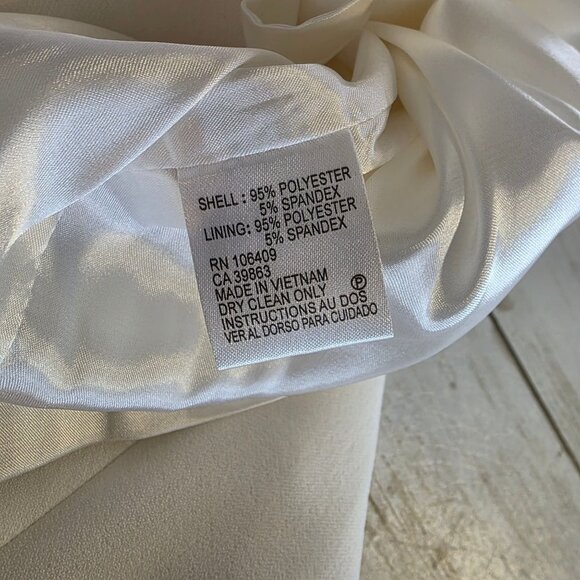 SHELL : 95% POLYESTER
5% SPANDEX
LINING: 95% POLYESTER
5% SPANDEX
RN 106409
CA 39863
MADE IN VIETNAM
DRY CLEAN ONLY Ⓟ
INSTRUCTIONS AU DOS
VER AL DORSO PARA CUIDADO